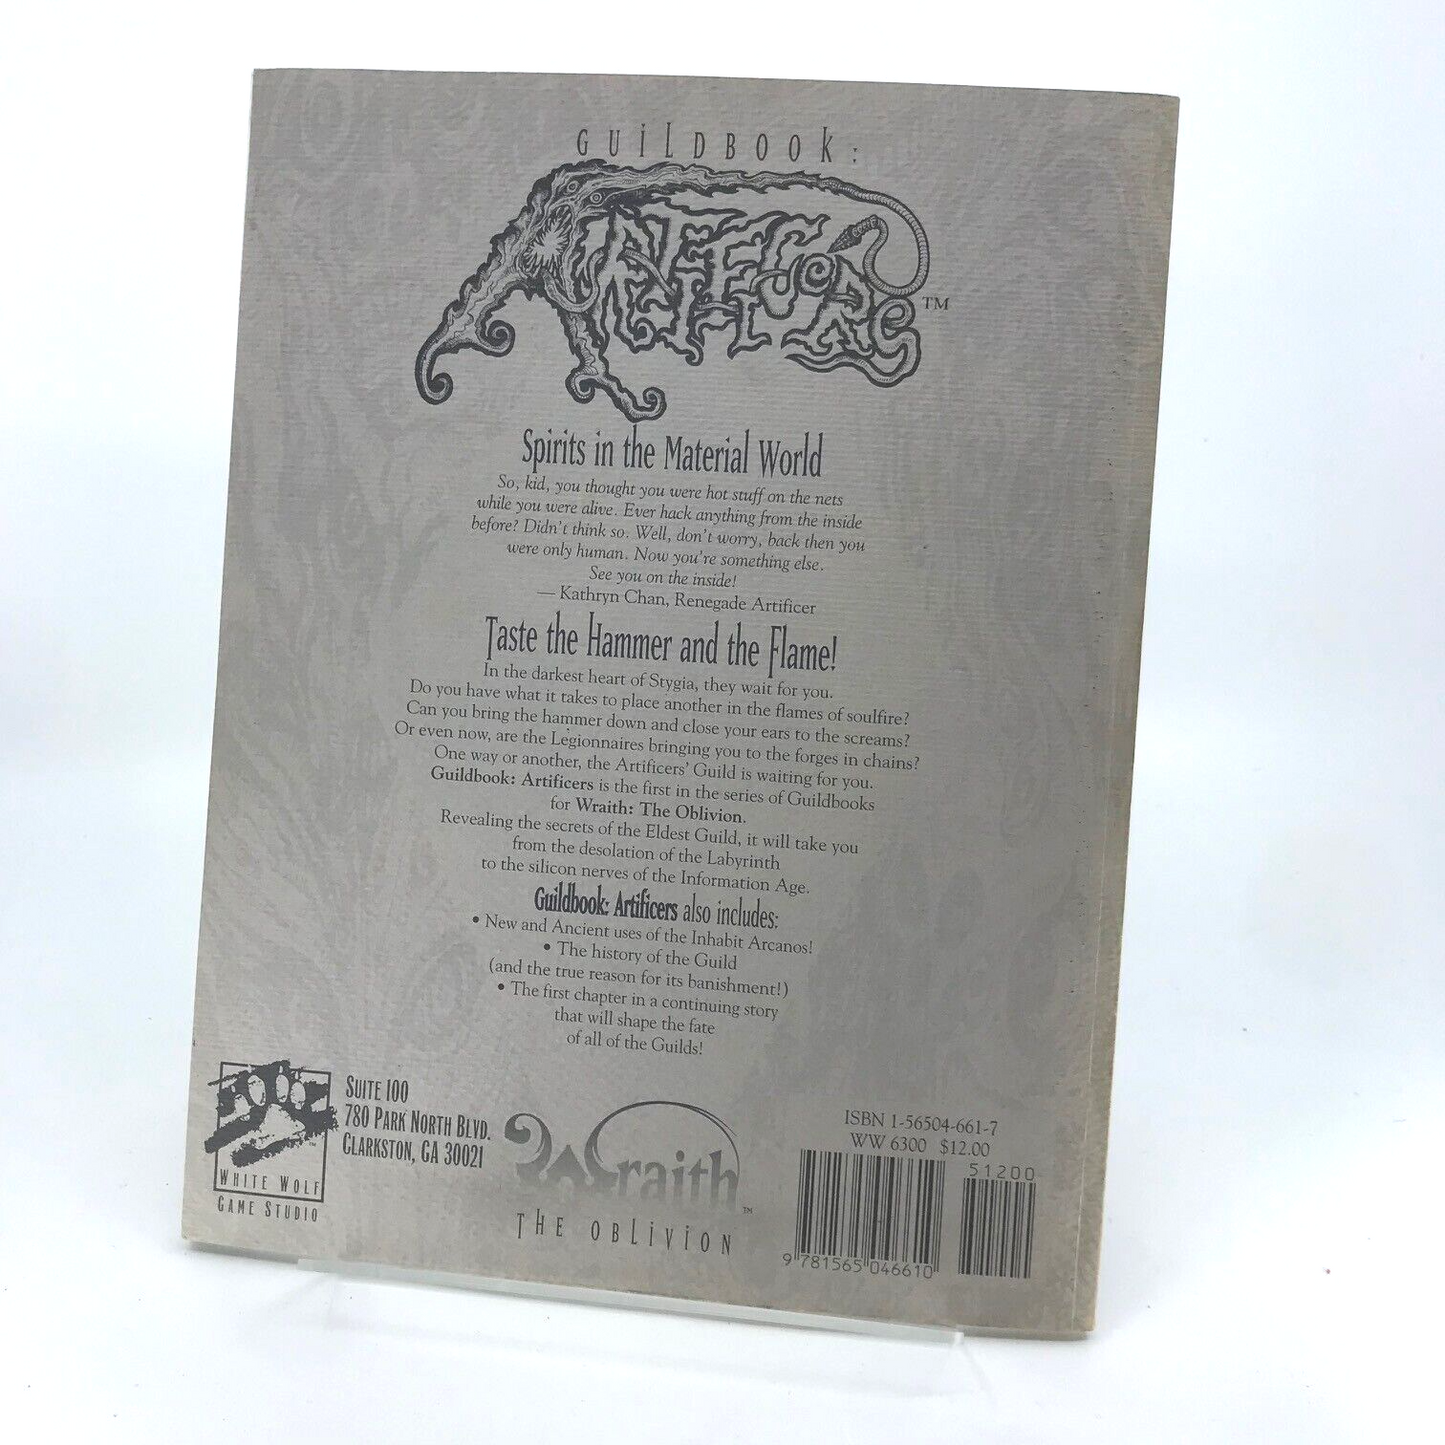 GUILDBOOK:
ARTIFICERS™
Spirits in the Material World
So, kid, you thought you were hot stuff on the nets
while you were alive. Ever hack anything from the inside
before? Didn't think so. Well, don't worry, back then you
were only human. Now you're something else.
See you on the inside!
— Kathryn Chan, Renegade Artificer
Taste the Hammer and the Flame!
In the darkest heart of Stygia, they wait for you.
Do you have what it takes to place another in the flames of soulfire?
Can you bring the hammer down and close your ears to the screams?
Or even now, are the Legionnaires bringing you to the forges in chains?
One way or another, the Artificers' Guild is waiting for you.
Guildbook: Artificers is the first in the series of Guildbooks
for Wraith: The Oblivion.
Revealing the secrets of the Eldest Guild, it will take you
from the desolation of the Labyrinth
to the silicon nerves of the Information Age.
Guildbook: Artificers also includes:
• New and Ancient uses of the Inhabit Arcanos!
• The history of the Guild
(and the true reason for its banishment!)
• The first chapter in a continuing story
that will shape the fate
of all of the Guilds!
WHITE WOLF
GAME STUDIO
SUITE 100
780 PARK NORTH BLVD.
CLARKSTON, GA 30021
Wraith™
THE OBLIVION
ISBN 1-56504-661-7
WW 6300 $12.00
51200
9 781565 046610